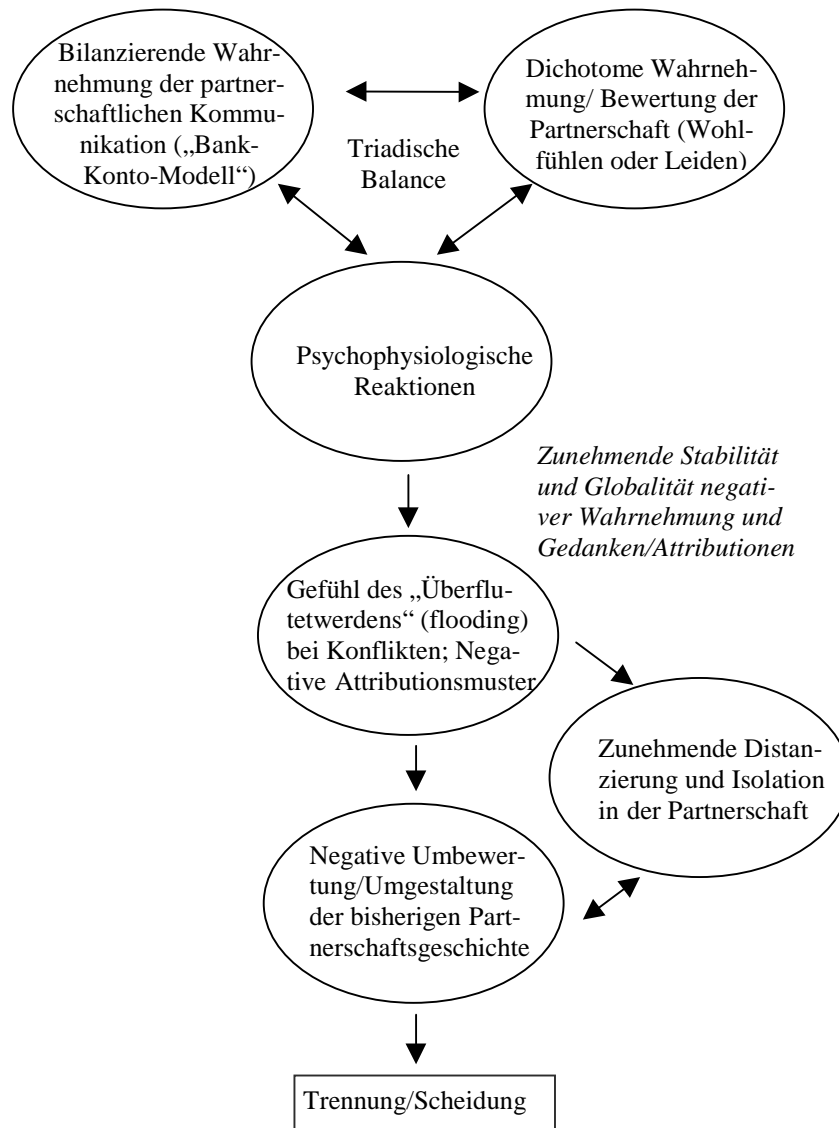 Bilanzierende Wahr-
nehmung der partner-
schaftlichen Kommu-
nikation („Bank-
Konto-Modell“)
Dichotome Wahrneh-
mung/ Bewertung der
Partnerschaft (Wohl-
fühlen oder Leiden)
Triadische
Balance
Psychophysiologische
Reaktionen
Zunehmende Stabilität
und Globalität negati-
ver Wahrnehmung und
Gedanken/Attributionen
Gefühl des „Überflu-
tetwerdens“ (flooding)
bei Konflikten; Nega-
tive Attributionsmuster
Zunehmende Distan-
zierung und Isolation
in der Partnerschaft
Negative Umbewer-
tung/Umgestaltung
der bisherigen Part-
nerschaftsgeschichte
Trennung/Scheidung